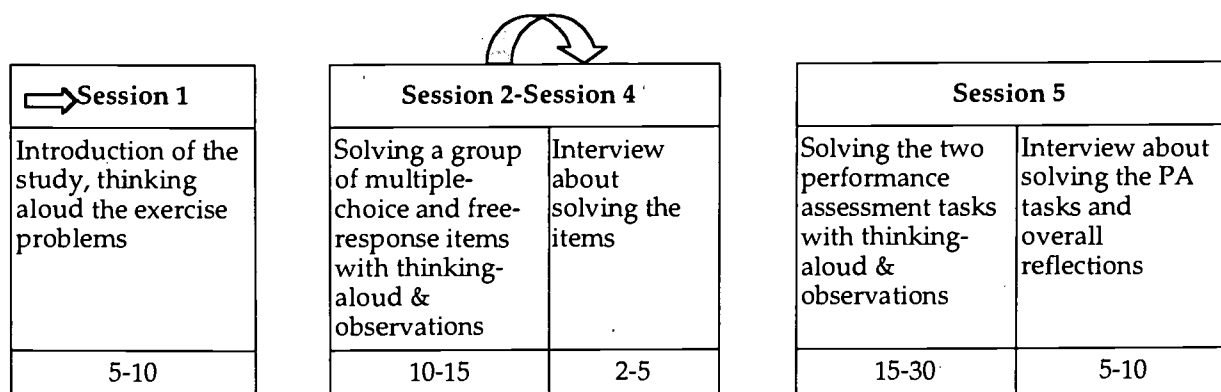 Session 1
Introduction of the
study, thinking
aloud the exercise
problems
5-10
Session 2-Session 4
Solving a group
of multiple-
choice and free-
response items
with thinking-
aloud &
observations
10-15
Interview
about
solving the
items
2-5
Session 5
Solving the two
performance
assessment tasks
with thinking-
aloud &
observations
15-30
Interview about
solving the PA
tasks and
overall
reflections
5-10